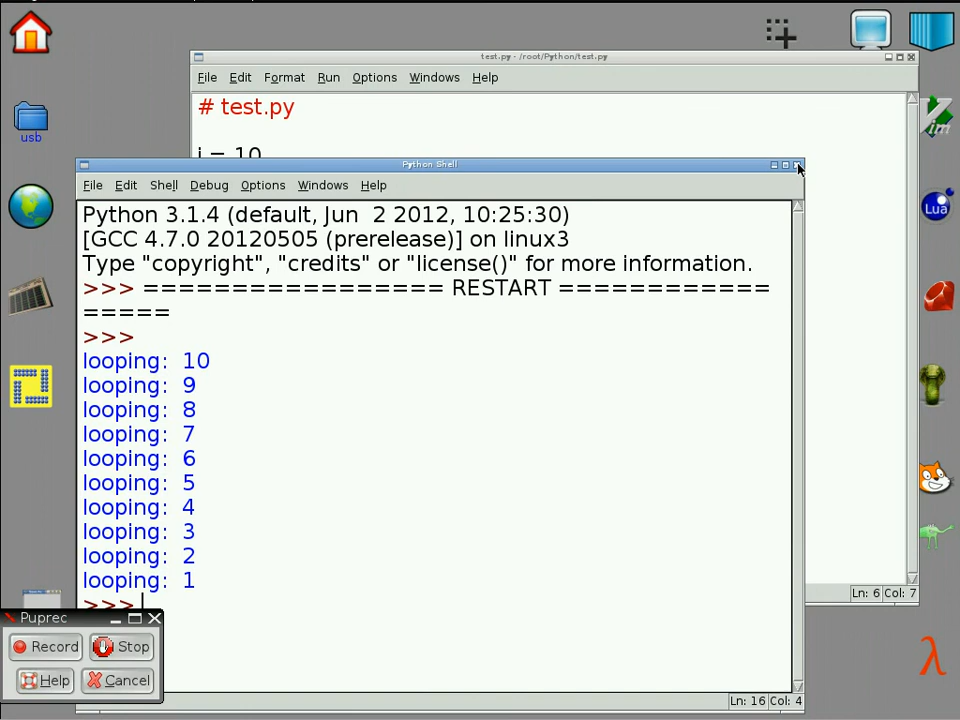 usb
test.py - /root/Python/test.py
File Edit Format Run Options Windows Help
# test.py
i = 10
Python Shell
File Edit Shell Debug Options Windows Help
Python 3.1.4 (default, Jun  2 2012, 10:25:30)
[GCC 4.7.0 20120505 (prerelease)] on linux3
Type "copyright", "credits" or "license()" for more information.
>>> ================= RESTART ============
=====
>>>
looping:  10
looping:  9
looping:  8
looping:  7
looping:  6
looping:  5
looping:  4
looping:  3
looping:  2
looping:  1
>>>
Ln: 6 Col: 7
Ln: 16 Col: 4
Puprec
Record Stop
Help Cancel
Vim
Lua
λ